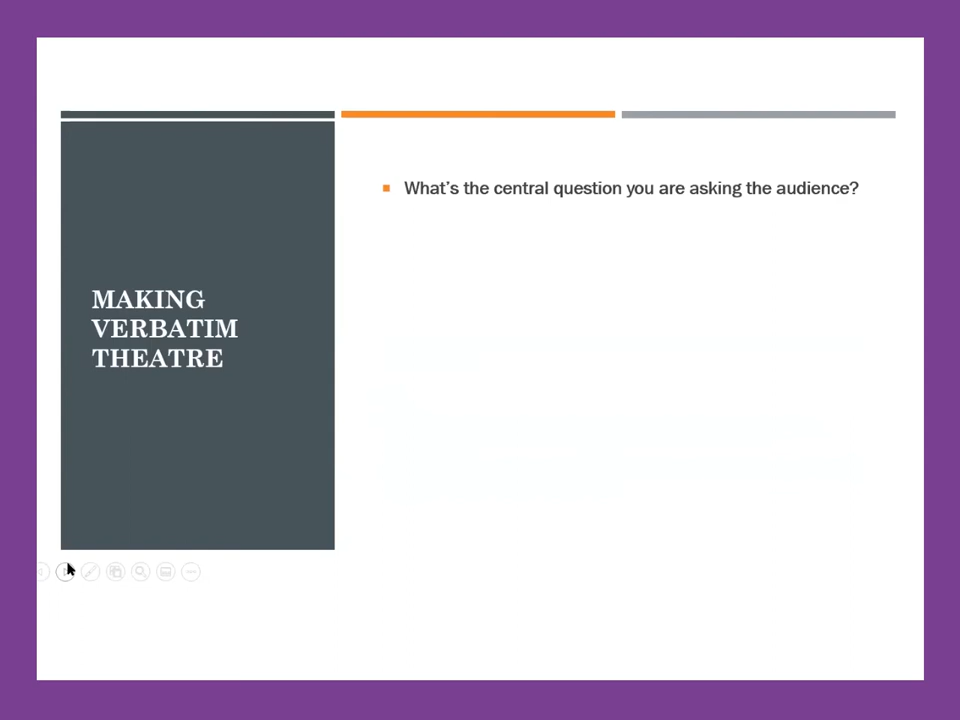 MAKING
VERBATIM
THEATRE
What's the central question you are asking the audience?